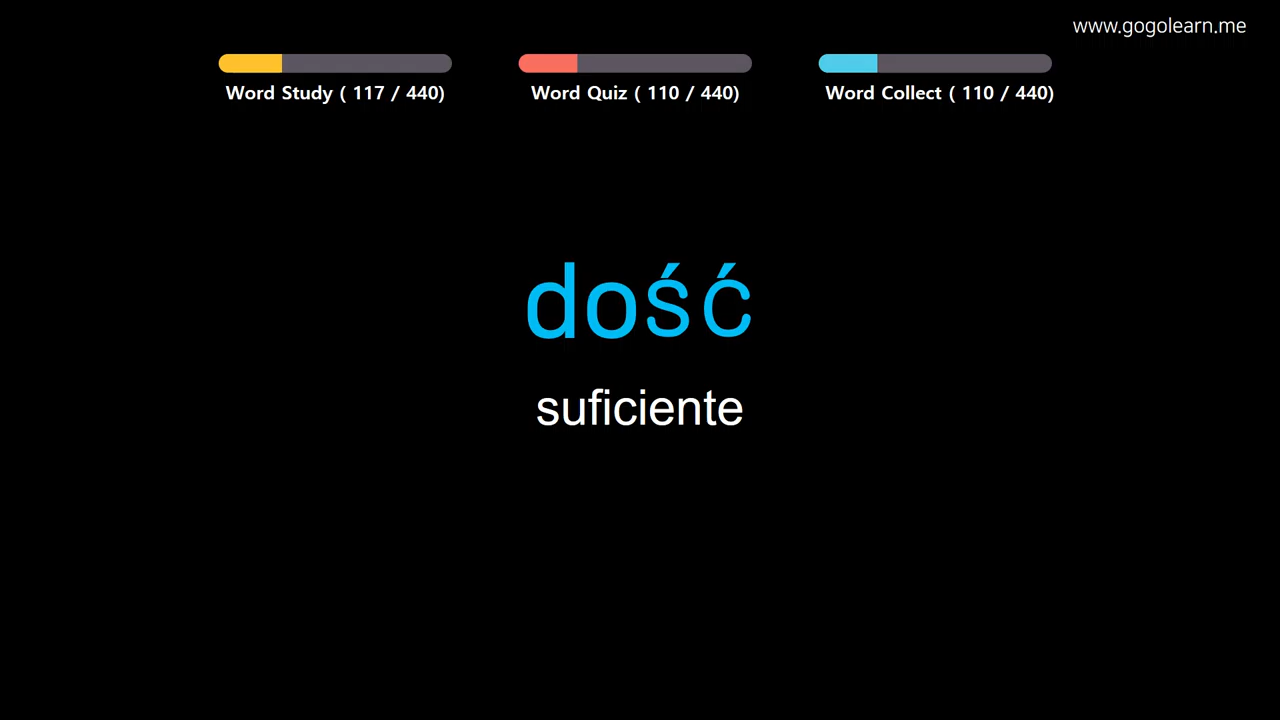 www.gogolearn.me
Word Study ( 117 / 440)
Word Quiz ( 110 / 440)
Word Collect ( 110 / 440)
dość
suficiente